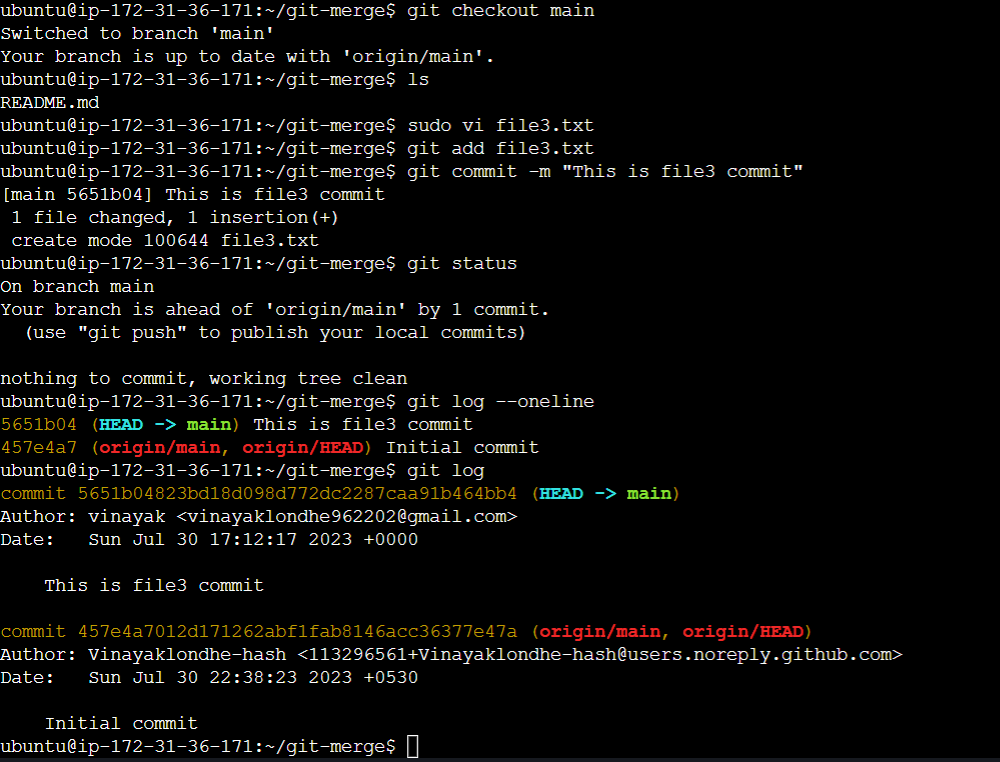 ubuntu@ip-172-31-36-171:~/git-merge$ git checkout main
Switched to branch 'main'
Your branch is up to date with 'origin/main'.
ubuntu@ip-172-31-36-171:~/git-merge$ ls
README.md
ubuntu@ip-172-31-36-171:~/git-merge$ sudo vi file3.txt
ubuntu@ip-172-31-36-171:~/git-merge$ git add file3.txt
ubuntu@ip-172-31-36-171:~/git-merge$ git commit -m "This is file3 commit"
[main 5651b04] This is file3 commit
 1 file changed, 1 insertion(+)
 create mode 100644 file3.txt
ubuntu@ip-172-31-36-171:~/git-merge$ git status
On branch main
Your branch is ahead of 'origin/main' by 1 commit.
  (use "git push" to publish your local commits)

nothing to commit, working tree clean
ubuntu@ip-172-31-36-171:~/git-merge$ git log --oneline
5651b04 (HEAD -> main) This is file3 commit
457e4a7 (origin/main, origin/HEAD) Initial commit
ubuntu@ip-172-31-36-171:~/git-merge$ git log
commit 5651b04823bd18d098d772dc2287caa91b464bb4 (HEAD -> main)
Author: vinayak <vinayaklondhe962202@gmail.com>
Date:   Sun Jul 30 17:12:17 2023 +0000

    This is file3 commit

commit 457e4a7012d171262abf1fab8146acc36377e47a (origin/main, origin/HEAD)
Author: Vinayaklondhe-hash <113296561+Vinayaklondhe-hash@users.noreply.github.com>
Date:   Sun Jul 30 22:38:23 2023 +0530

    Initial commit
ubuntu@ip-172-31-36-171:~/git-merge$